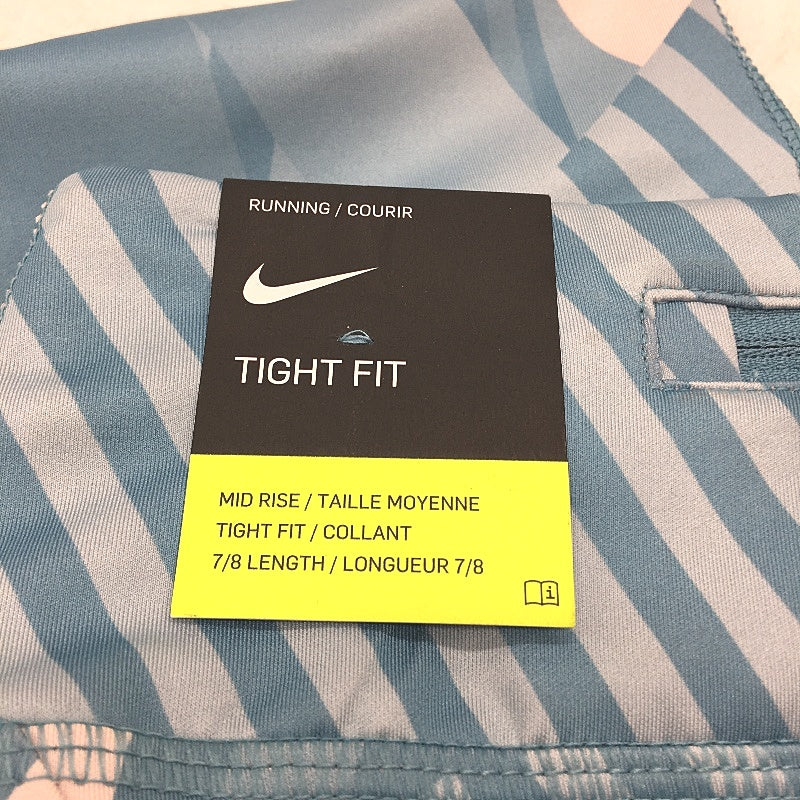 RUNNING / COURIR
TIGHT FIT
MID RISE / TAILLE MOYENNE
TIGHT FIT / COLLANT
7/8 LENGTH / LONGUEUR 7/8
i